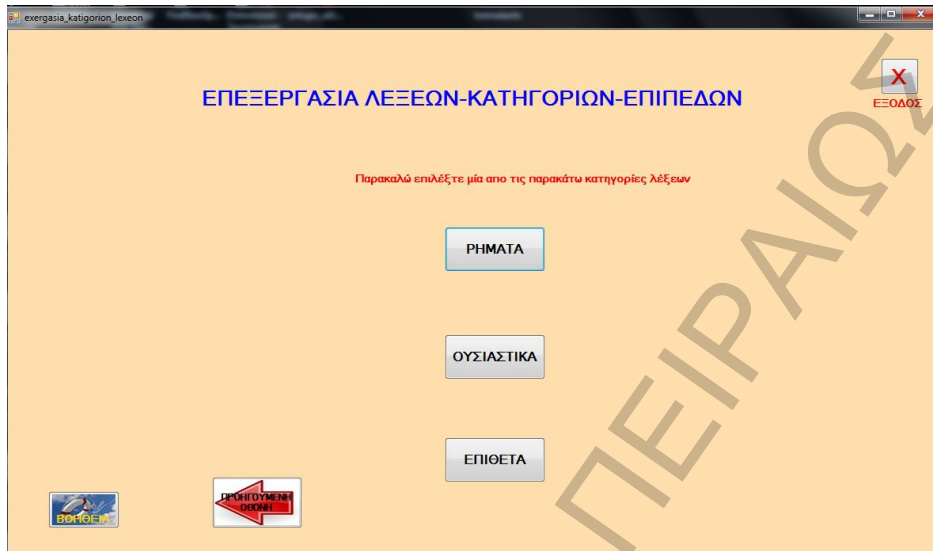 exergasia_katigorion_lexeon
ΕΠΕΞΕΡΓΑΣΙΑ ΛΕΞΕΩΝ-ΚΑΤΗΓΟΡΙΩΝ-ΕΠΙΠΕΔΩΝ
X
ΕΞΟΔΟΣ
Παρακαλώ επιλέξτε μία απο τις παρακάτω κατηγορίες λέξεων
ΡΗΜΑΤΑ
ΟΥΣΙΑΣΤΙΚΑ
ΕΠΙΘΕΤΑ
ΠΡΟΗΓΟΥΜΕΝΗ
ΟΘΟΝΗ
ΒΟΗΘΕΙΑ
ΠΕΙΡΑΙΩΣ